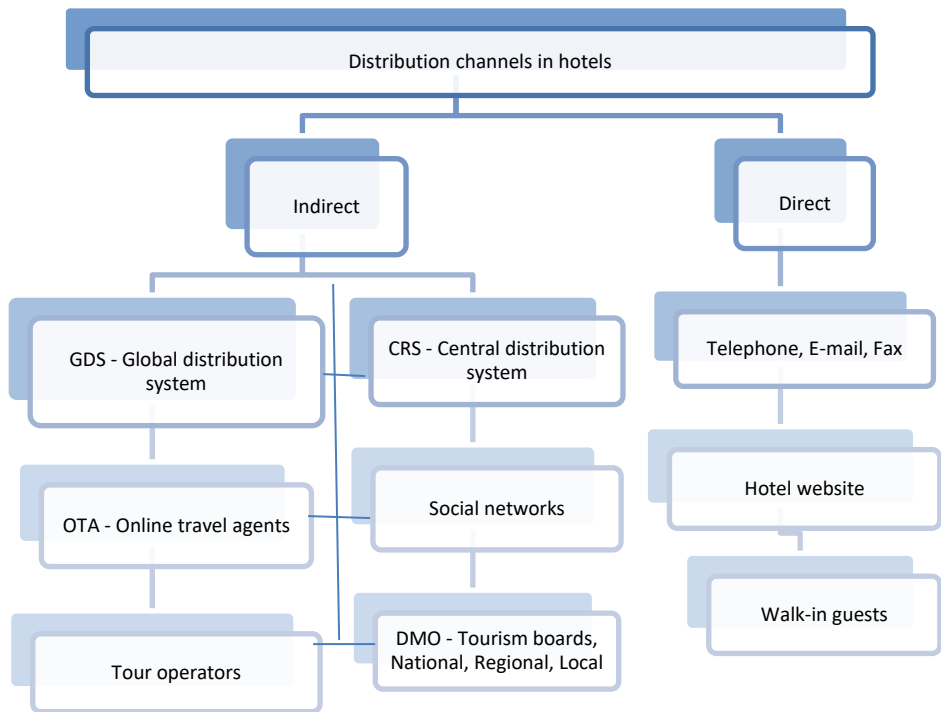 Distribution channels in hotels
Indirect
Direct
GDS - Global distribution
system
CRS - Central distribution
system
Telephone, E-mail, Fax
OTA - Online travel agents
Social networks
Hotel website
Tour operators
DMO - Tourism boards,
National, Regional, Local
Walk-in guests